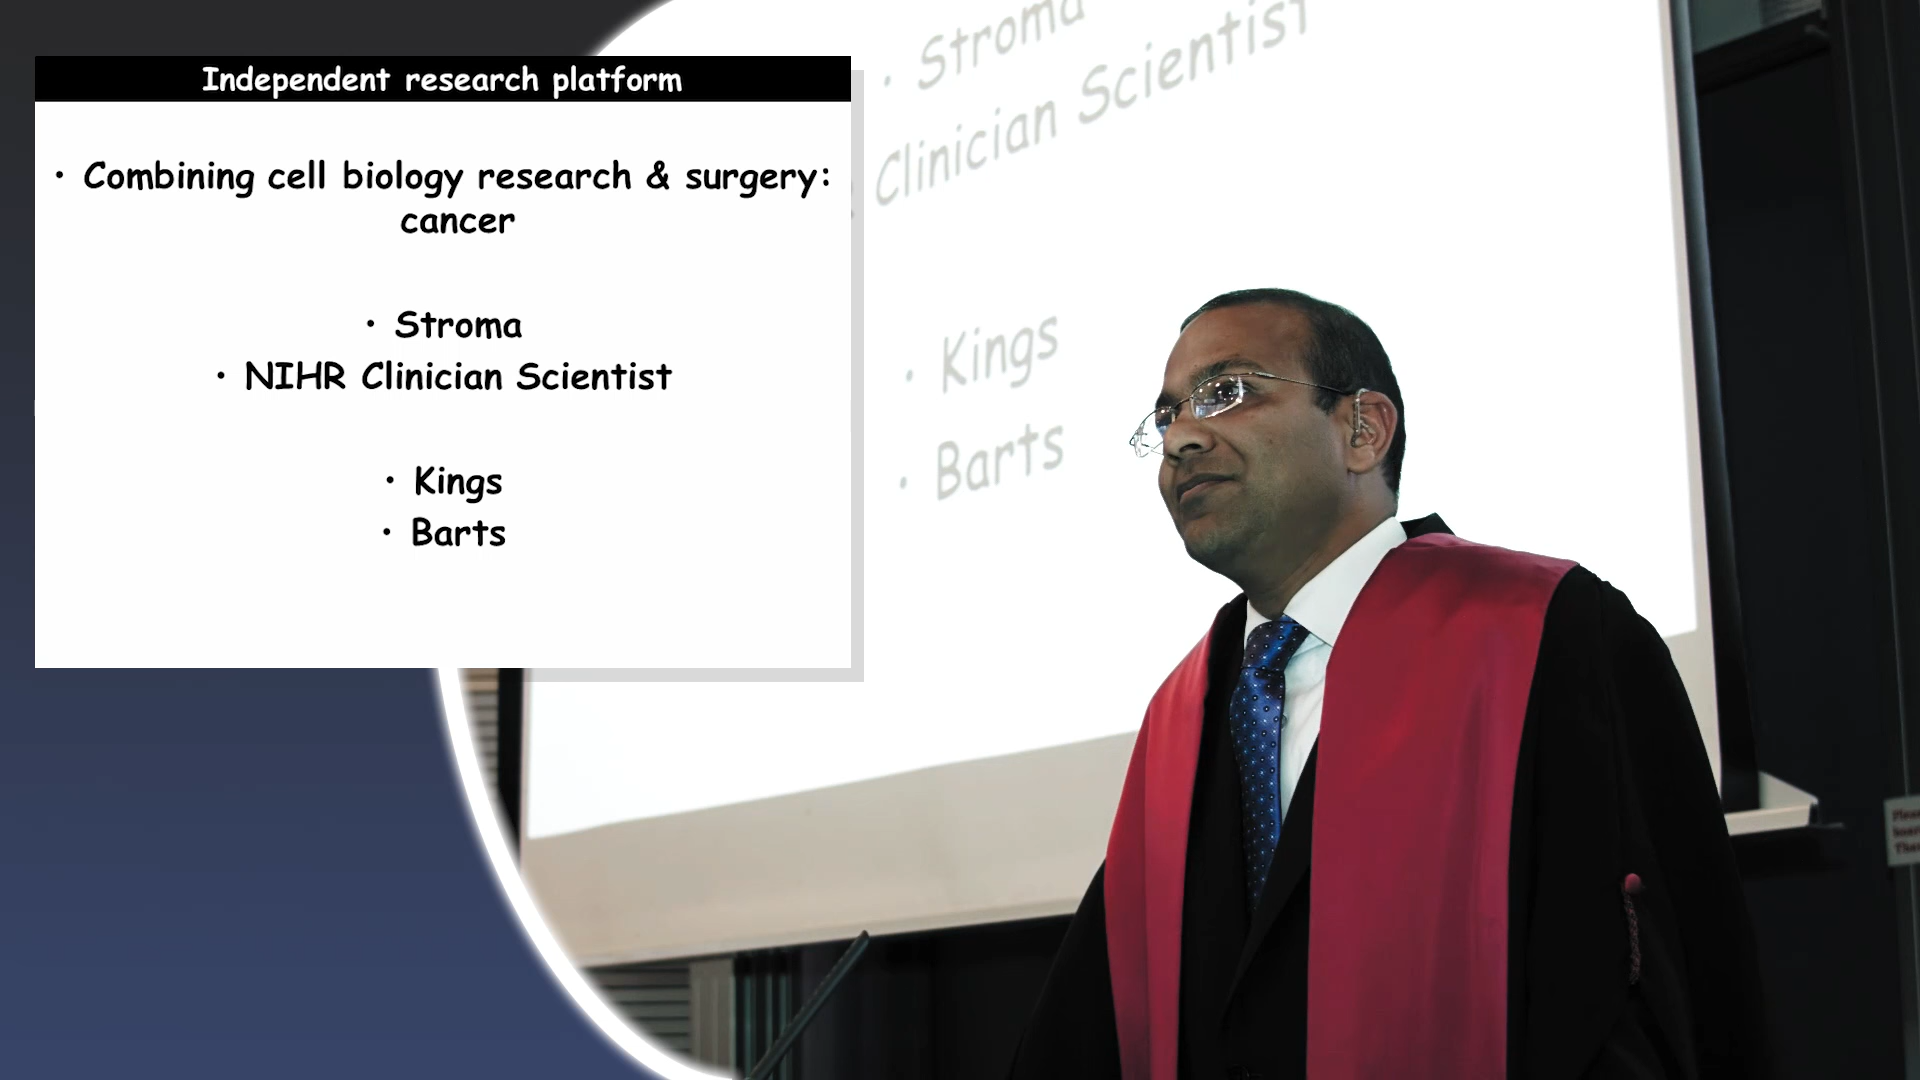 Independent research platform
• Combining cell biology research & surgery:
cancer
• Stroma
• NIHR Clinician Scientist
• Kings
• Barts
• Stroma
Clinician Scientist
• Kings
• Barts